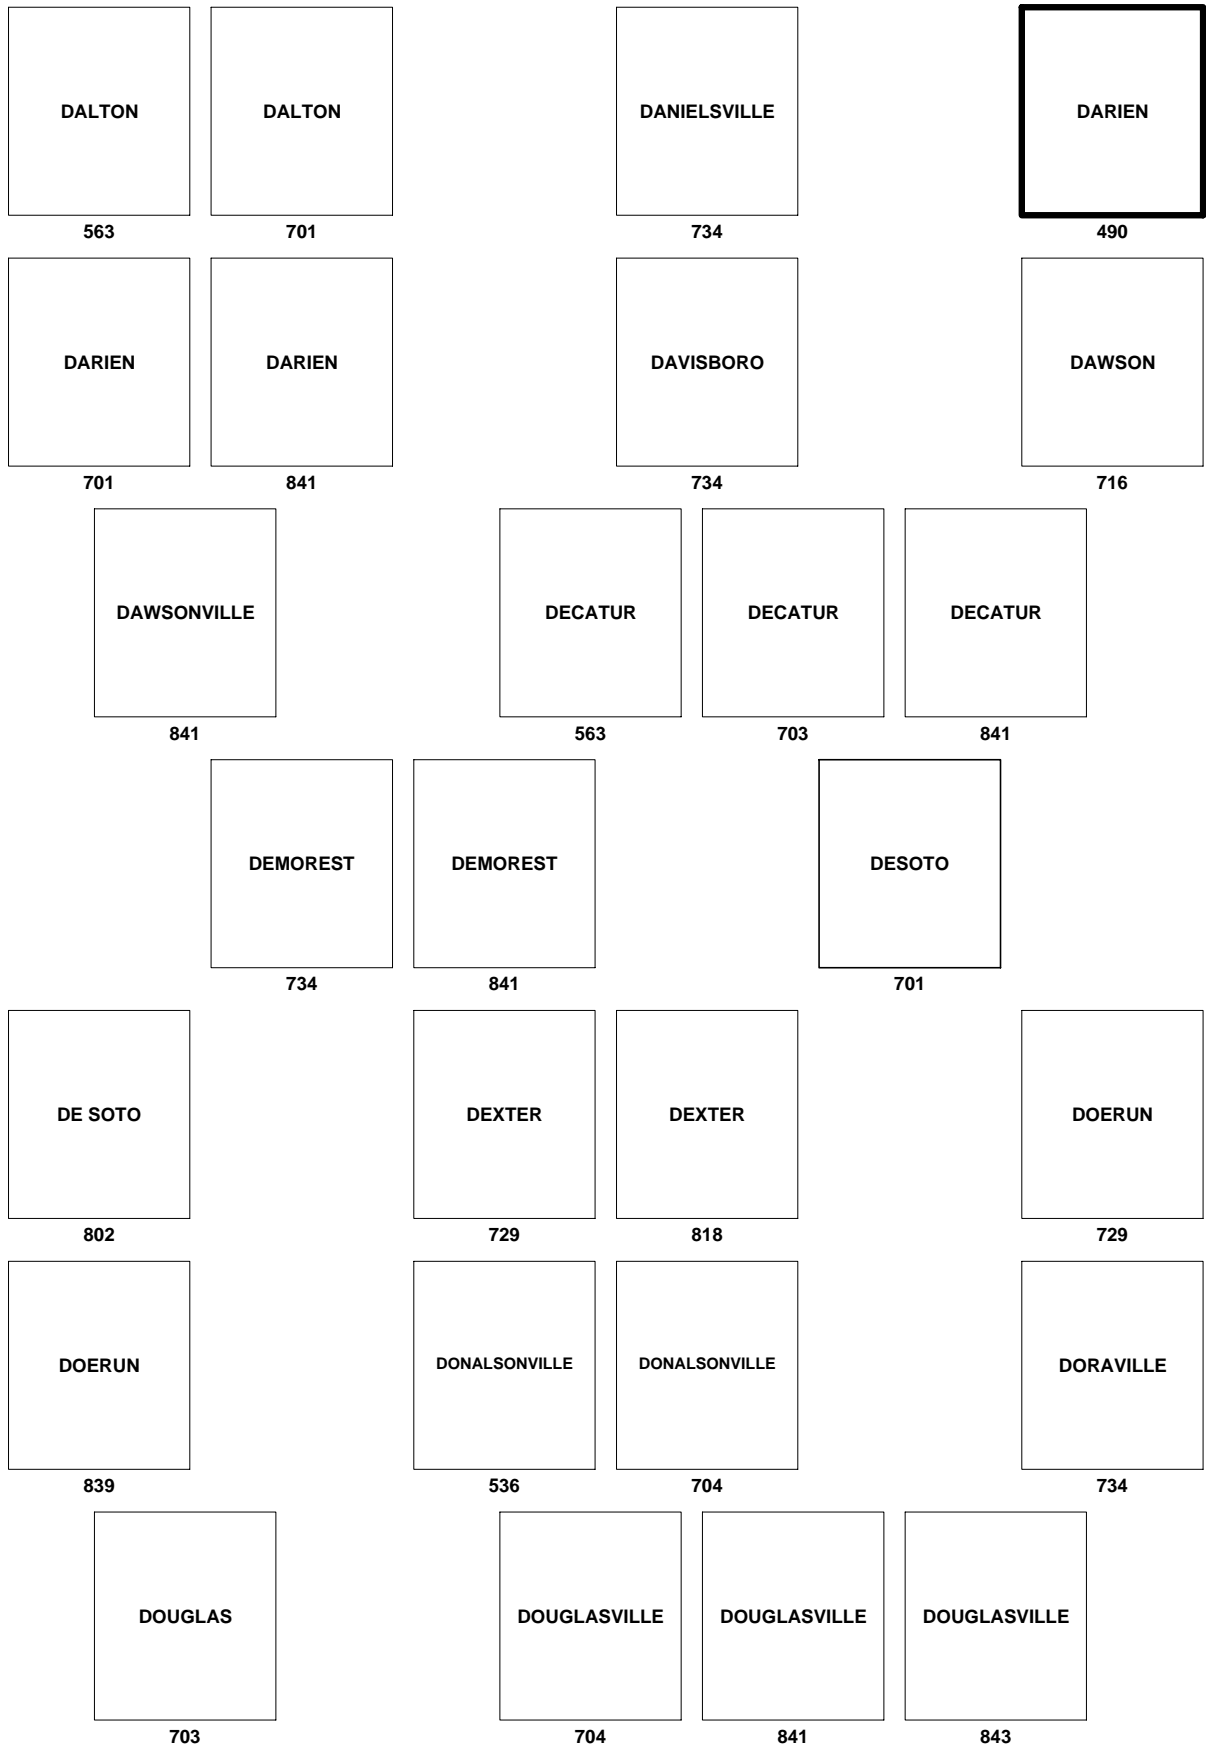 DALTON DALTON DANIELSVILLE DARIEN
563 701 734 490
DARIEN DARIEN DAVISBORO DAWSON
701 841 734 716
DAWSONVILLE DECATUR DECATUR DECATUR
841 563 703 841
DEMOREST DEMOREST DESOTO
734 841 701
DE SOTO DEXTER DEXTER DOERUN
802 729 818 729
DOERUN DONALSONVILLE DONALSONVILLE DORAVILLE
839 536 704 734
DOUGLAS DOUGLASVILLE DOUGLASVILLE DOUGLASVILLE
703 704 841 843